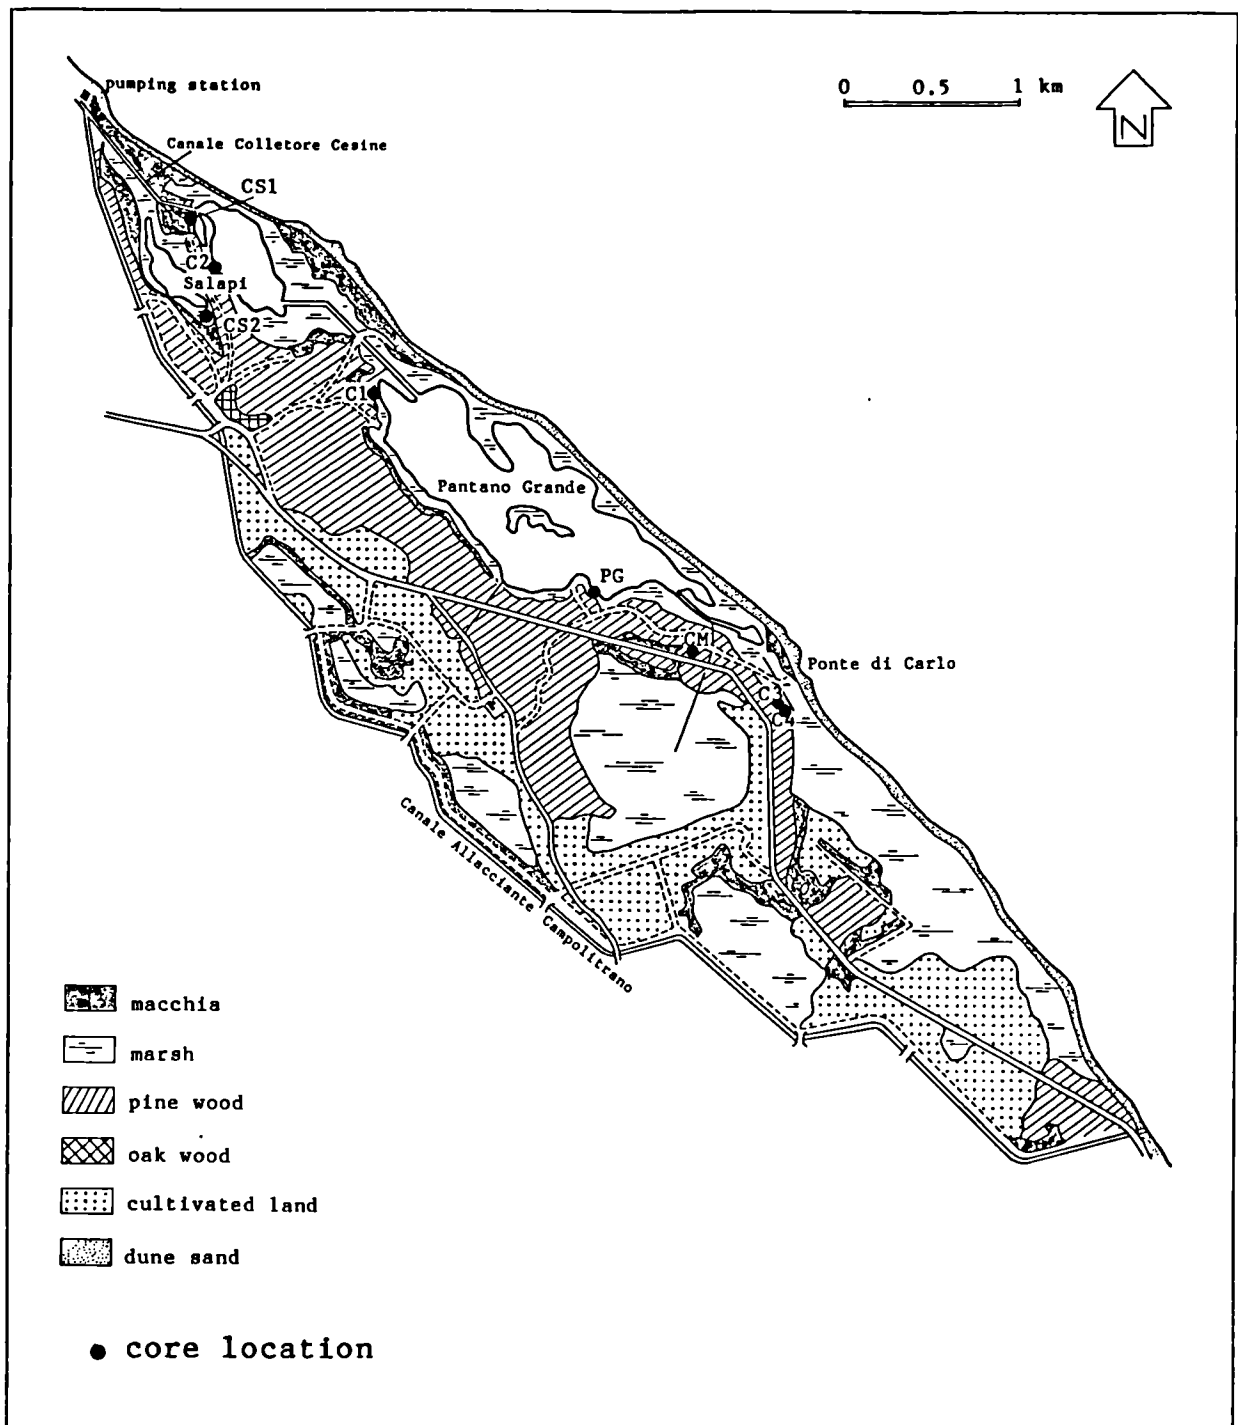 pumping station
0 0.5 1 km
N
Canale Colletore Cesine
CS1
C2
Salapi
CS2
C1
Pantano Grande
PG
CM
Ponte di Carlo
C3
C4
Canale Allacciante Campolitrano
macchia
marsh
pine wood
oak wood
cultivated land
dune sand
core location